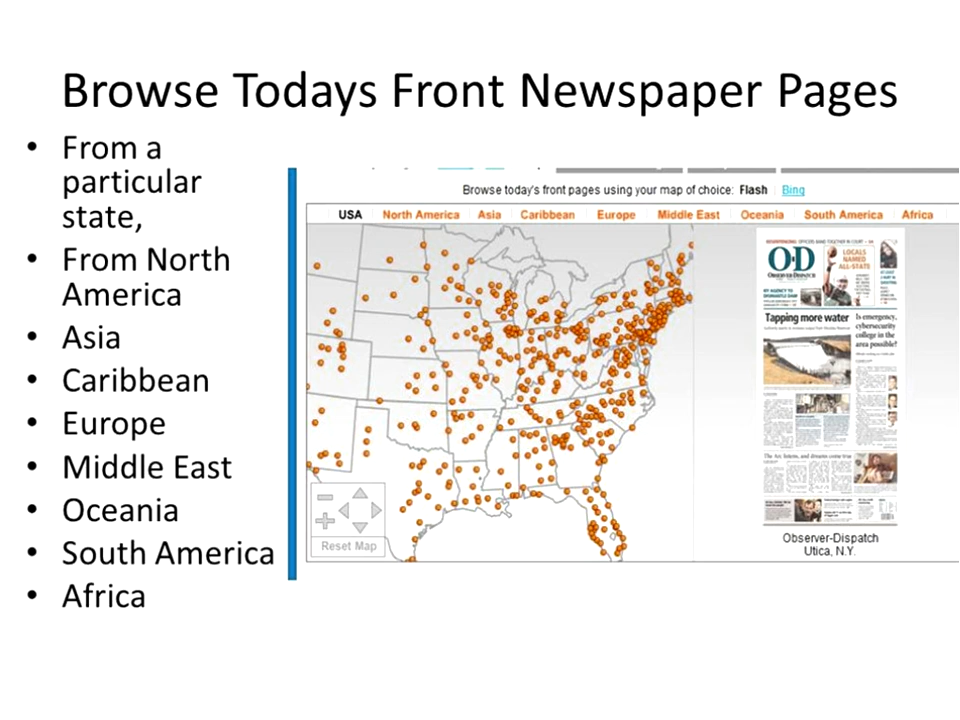 Browse Todays Front Newspaper Pages
• From a
particular
state,
• From North
America
• Asia
• Caribbean
• Europe
• Middle East
• Oceania
• South America
• Africa
Browse today's front pages using your map of choice: Flash Bing
USA North America Asia Caribbean Europe Middle East Oceania South America Africa
Reset Map
OD
OBSERVER-DISPATCH
LOCALS
NAMED
ALL-STATE
Tapping more water
Is emergency,
cybersecurity
college in the
area possible?
Observer-Dispatch
Utica, N.Y.